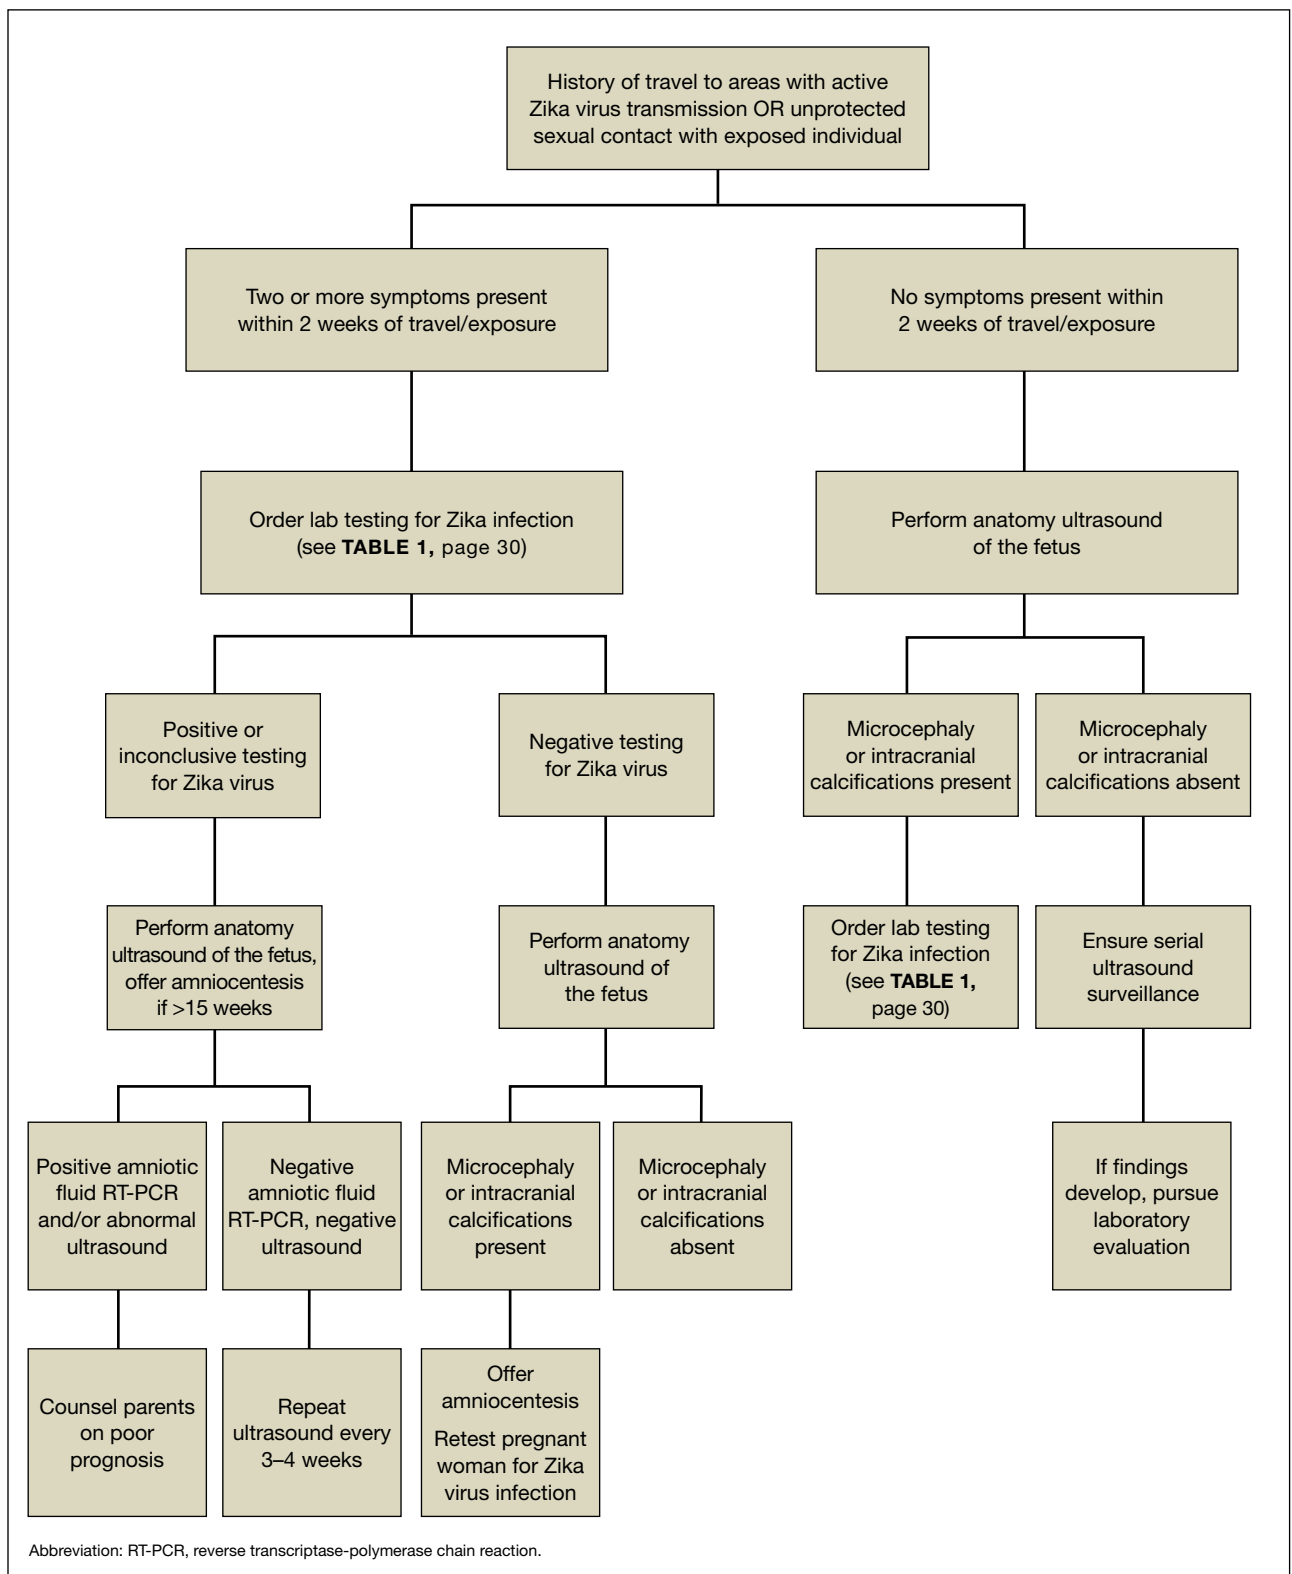 History of travel to areas with active
Zika virus transmission OR unprotected
sexual contact with exposed individual
Two or more symptoms present
within 2 weeks of travel/exposure
No symptoms present within
2 weeks of travel/exposure
Order lab testing for Zika infection
(see TABLE 1, page 30)
Perform anatomy ultrasound
of the fetus
Positive or
inconclusive testing
for Zika virus
Negative testing
for Zika virus
Microcephaly
or intracranial
calcifications present
Microcephaly
or intracranial
calcifications absent
Perform anatomy
ultrasound of the fetus,
offer amniocentesis
if >15 weeks
Perform anatomy
ultrasound of
the fetus
Order lab testing
for Zika infection
(see TABLE 1,
page 30)
Ensure serial
ultrasound
surveillance
Positive amniotic
fluid RT-PCR
and/or abnormal
ultrasound
Negative
amniotic fluid
RT-PCR, negative
ultrasound
Microcephaly
or intracranial
calcifications
present
Microcephaly
or intracranial
calcifications
absent
If findings
develop, pursue
laboratory
evaluation
Counsel parents
on poor
prognosis
Repeat
ultrasound every
3–4 weeks
Offer
amniocentesis
Retest pregnant
woman for Zika
virus infection
Abbreviation: RT-PCR, reverse transcriptase-polymerase chain reaction.